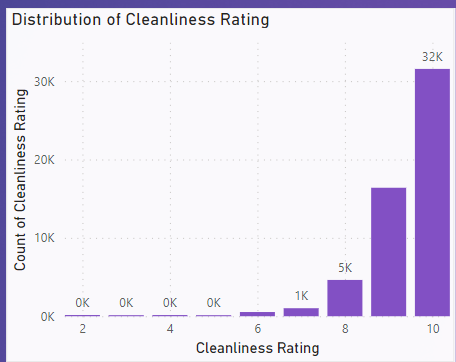 Distribution of Cleanliness Rating
Count of Cleanliness Rating
30K
20K
10K
0K
0K
0K
0K
0K
1K
5K
32K
2
4
6
8
10
Cleanliness Rating